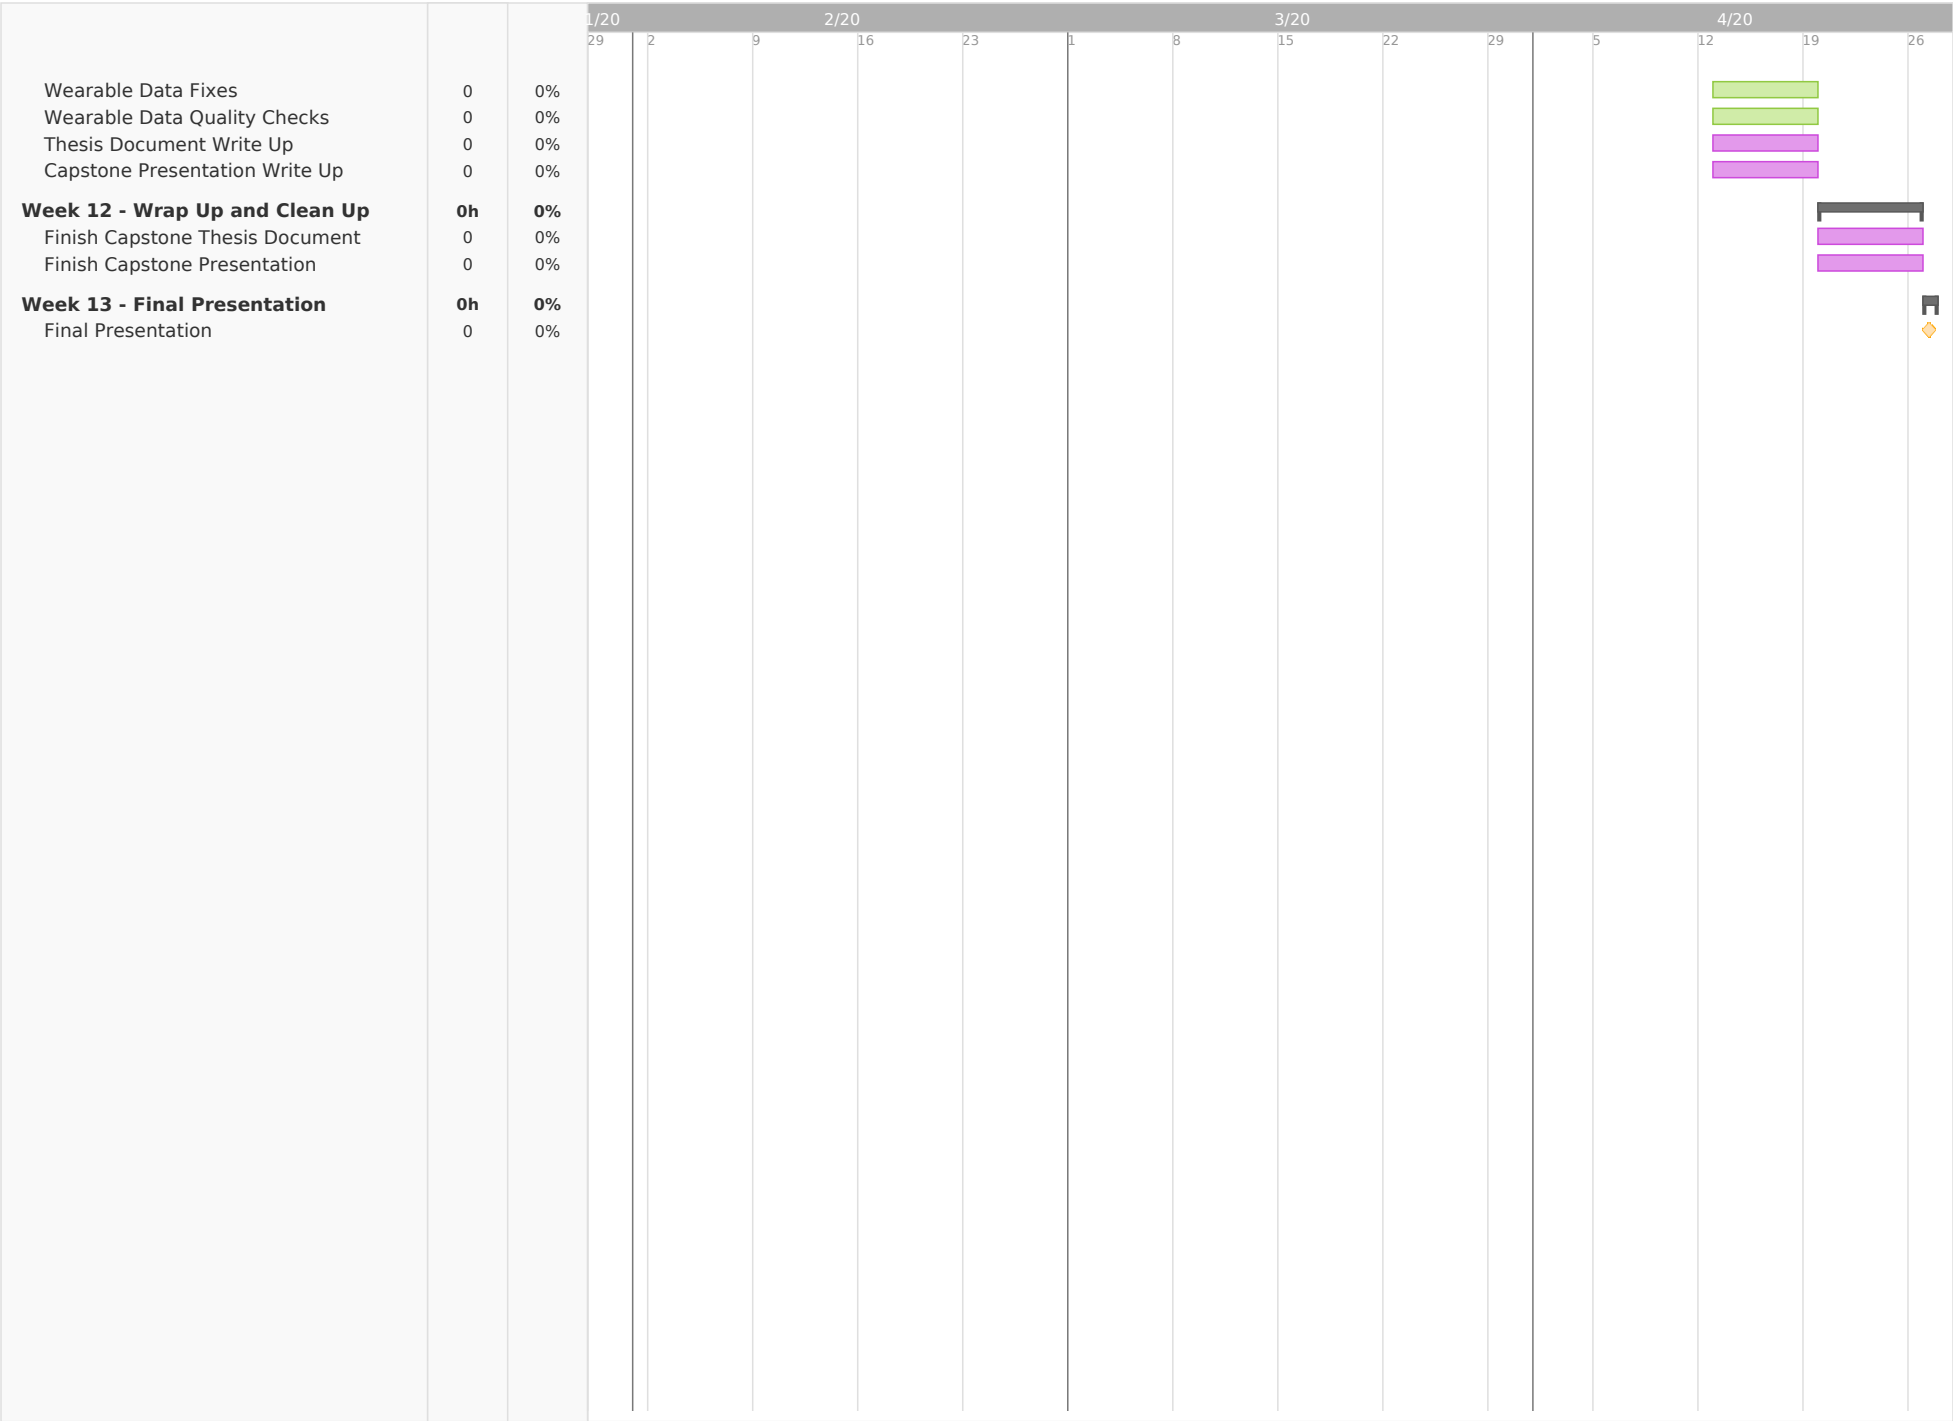 1/20 2/20 3/20 4/20
29 2 9 16 23 1 8 15 22 29 5 12 19 26
Wearable Data Fixes 0 0%
Wearable Data Quality Checks 0 0%
Thesis Document Write Up 0 0%
Capstone Presentation Write Up 0 0%
Week 12 - Wrap Up and Clean Up 0h 0%
Finish Capstone Thesis Document 0 0%
Finish Capstone Presentation 0 0%
Week 13 - Final Presentation 0h 0%
Final Presentation 0 0%